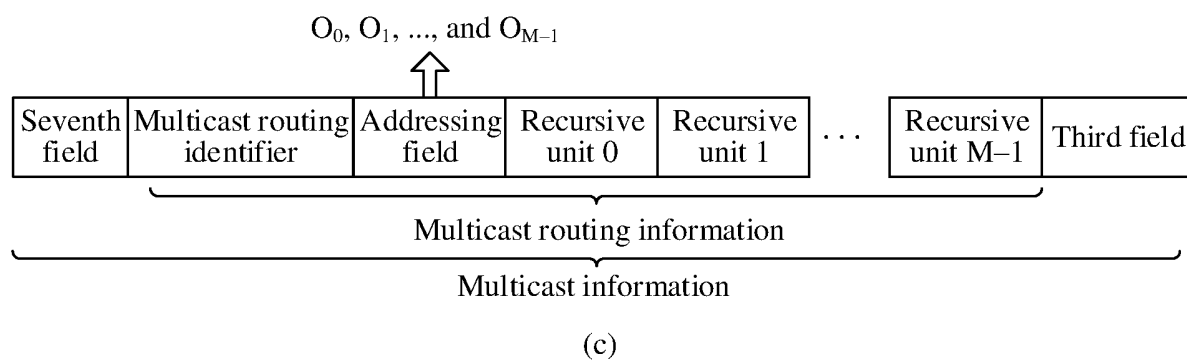 O₀, O₁, ..., and O_M–1
Seventh field
Multicast routing identifier
Addressing field
Recursive unit 0
Recursive unit 1
· · ·
Recursive unit M–1
Third field
Multicast routing information
Multicast information
(c)